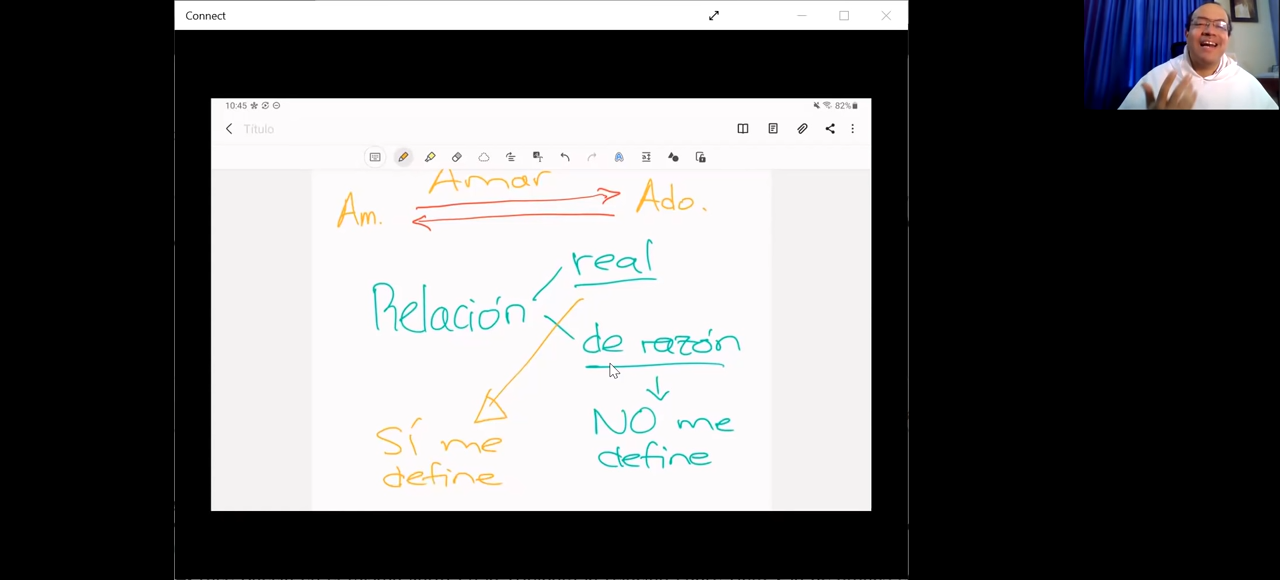 Connect
10:45
82%
Título
Amar
Am.
Ado.
real
Relación
de razón
NO me
define
SÍ me
define